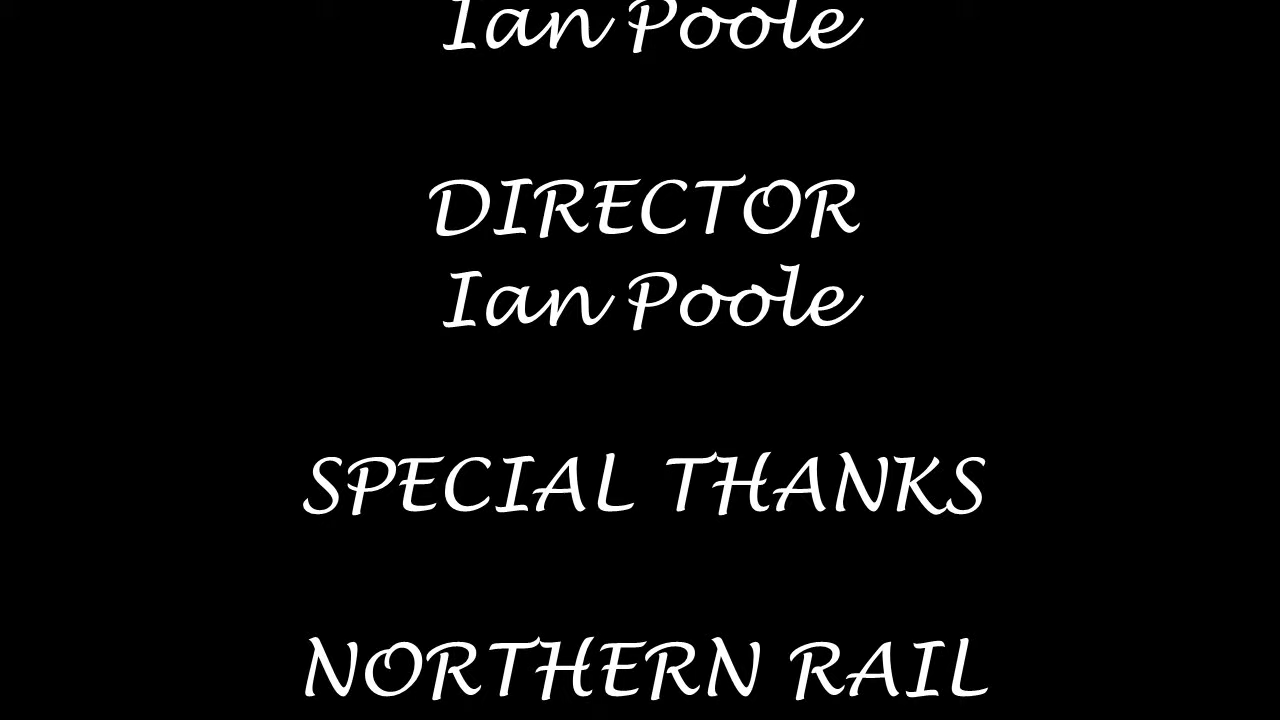 Ian Poole
DIRECTOR
Ian Poole
SPECIAL THANKS
NORTHERN RAIL